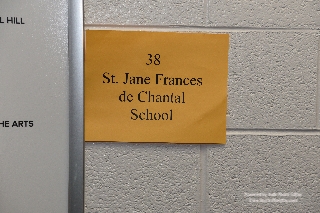 L HILL
HE ARTS
38
St. Jane Frances
de Chantal
School